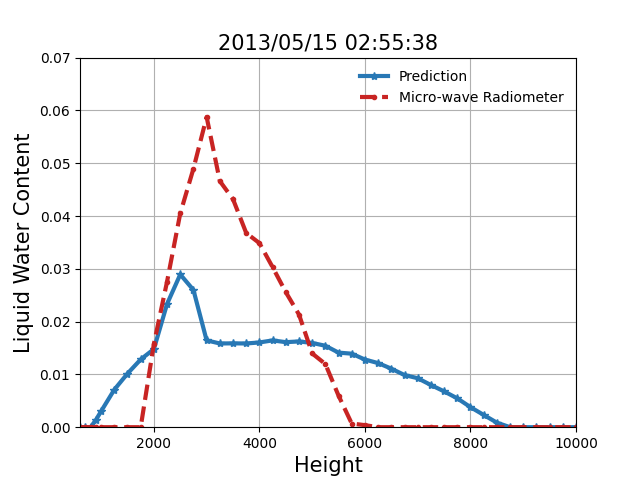 2013/05/15 02:55:38
0.07
0.06
0.05
0.04
0.03
0.02
0.01
0.00
Liquid Water Content
Prediction
Micro-wave Radiometer
2000 4000 6000 8000 10000
Height